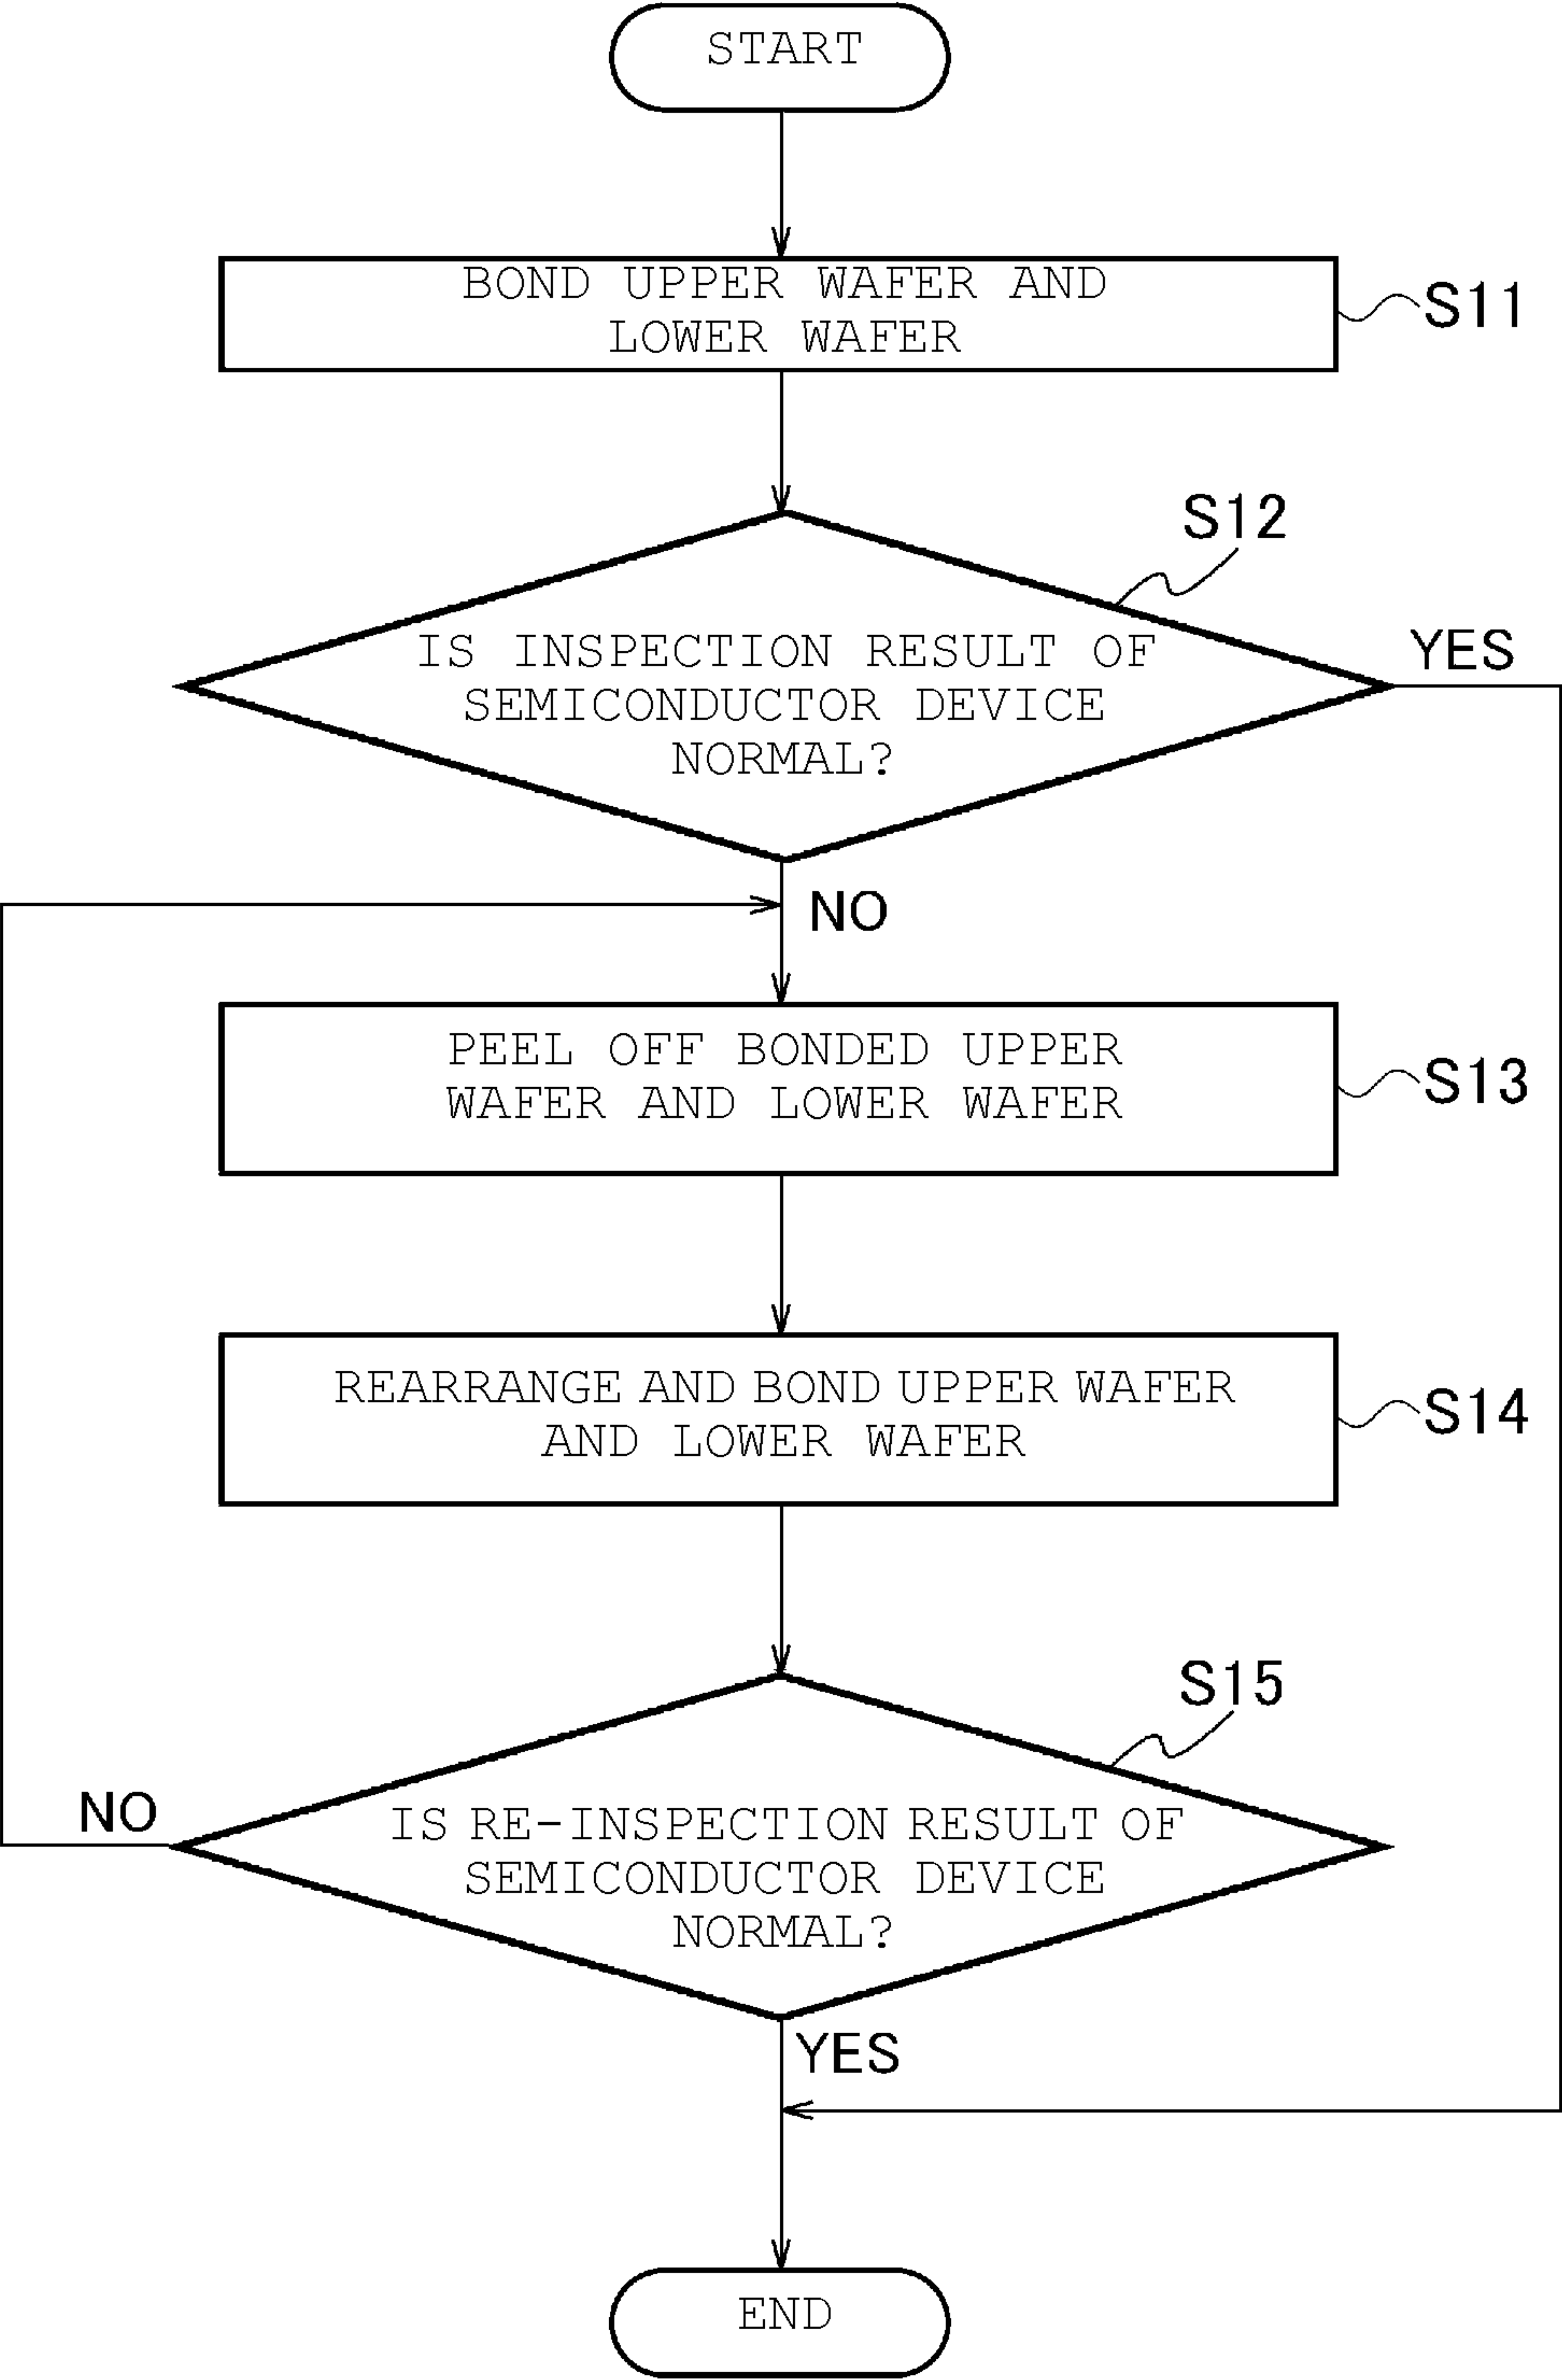 START
BOND UPPER WAFER AND
LOWER WAFER
S11
S12
IS INSPECTION RESULT OF
SEMICONDUCTOR DEVICE
NORMAL?
YES
NO
PEEL OFF BONDED UPPER
WAFER AND LOWER WAFER
S13
REARRANGE AND BOND UPPER WAFER
AND LOWER WAFER
S14
S15
IS RE-INSPECTION RESULT OF
SEMICONDUCTOR DEVICE
NORMAL?
NO
YES
END